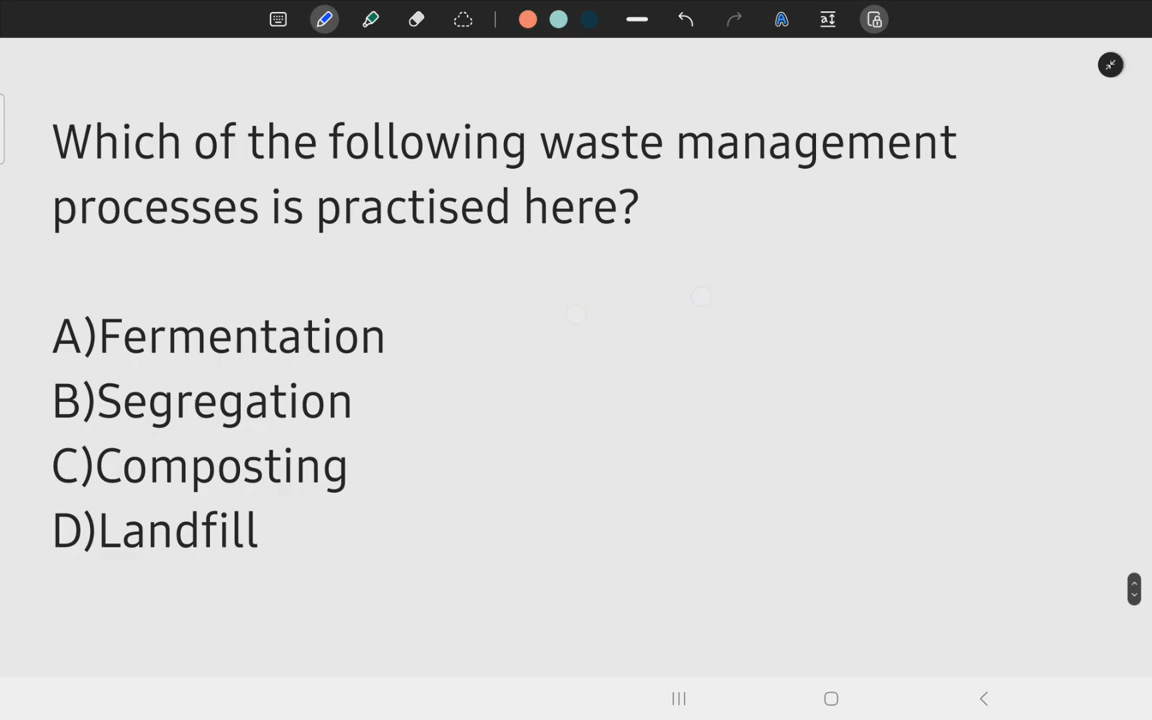 Which of the following waste management
processes is practised here?
A)Fermentation
B)Segregation
C)Composting
D)Landfill